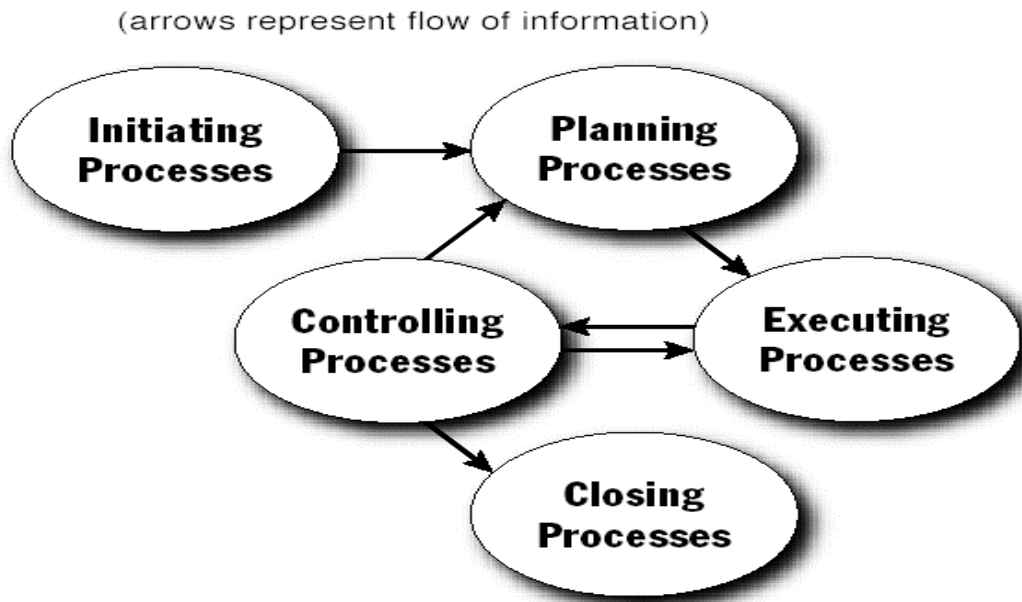 (arrows represent flow of information)
Initiating
Processes
Planning
Processes
Controlling
Processes
Executing
Processes
Closing
Processes